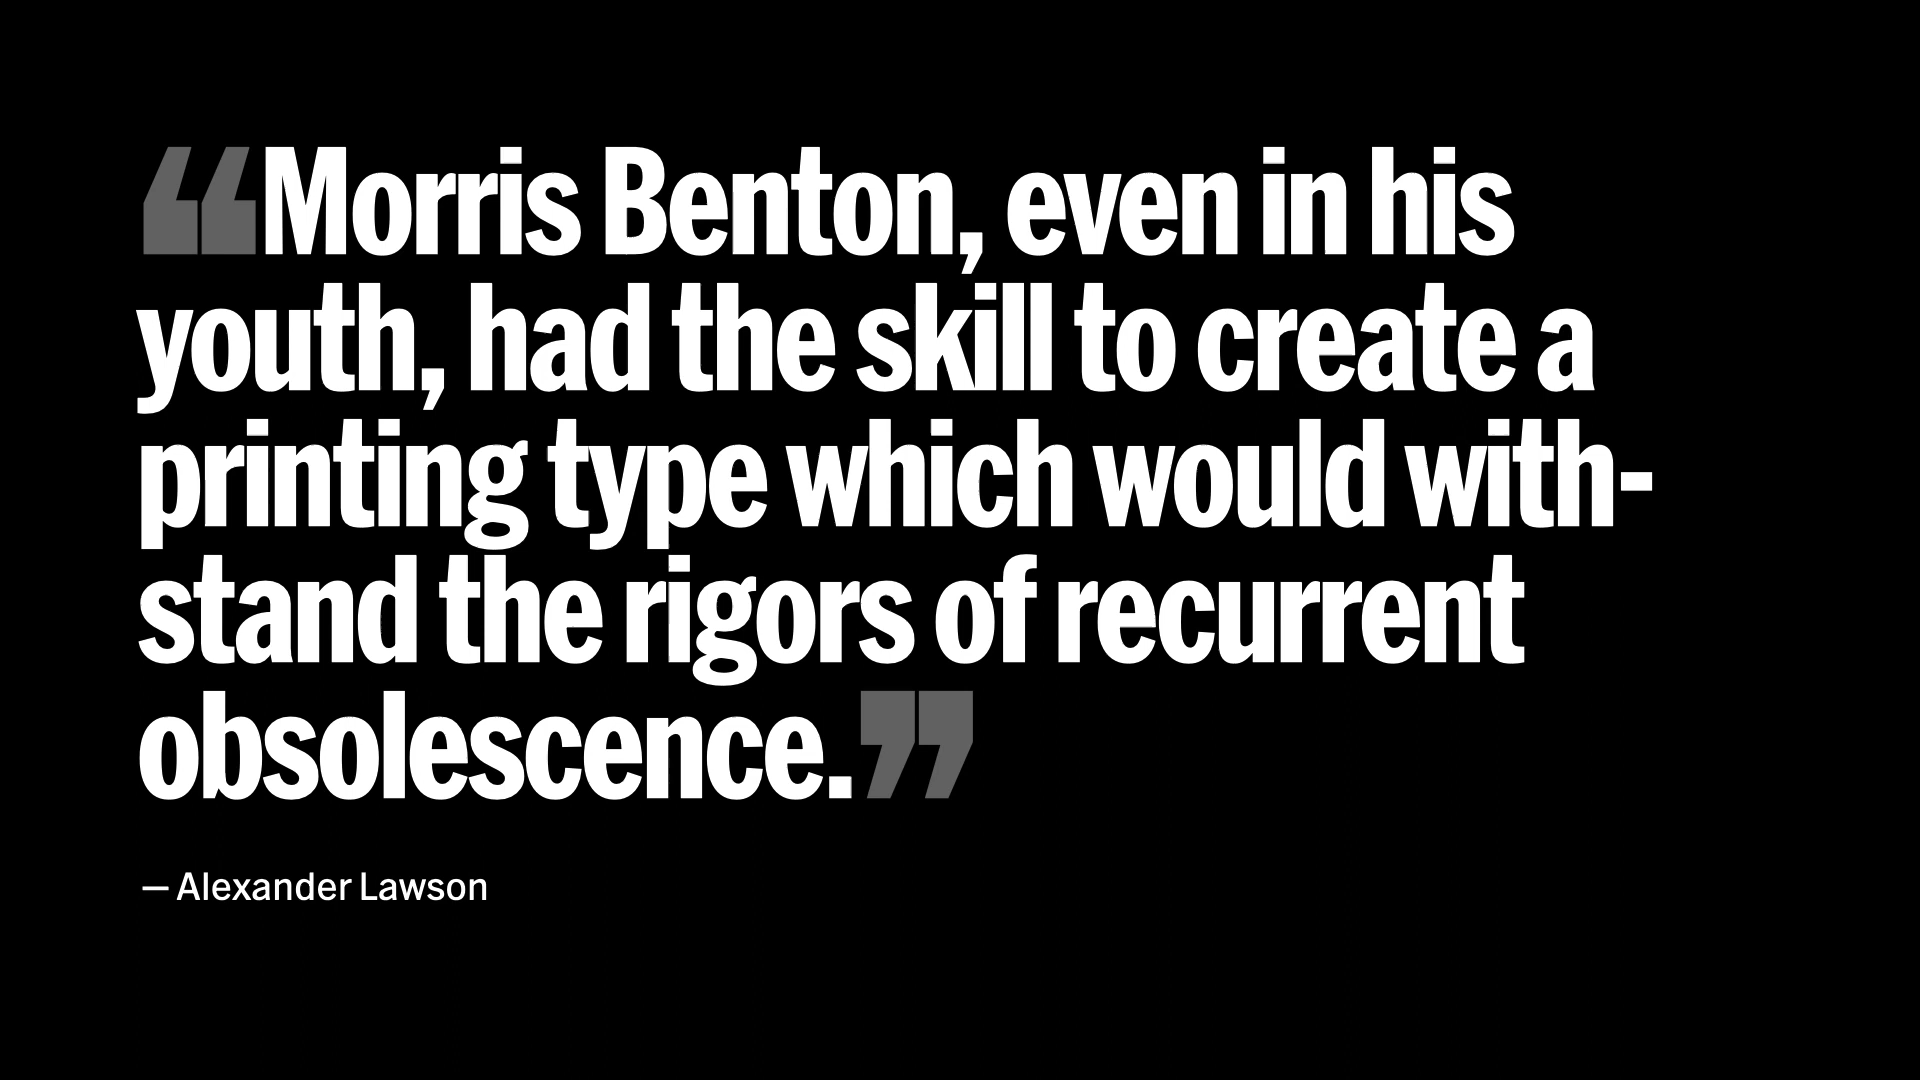 “Morris Benton, even in his
youth, had the skill to create a
printing type which would with-
stand the rigors of recurrent
obsolescence.”
— Alexander Lawson